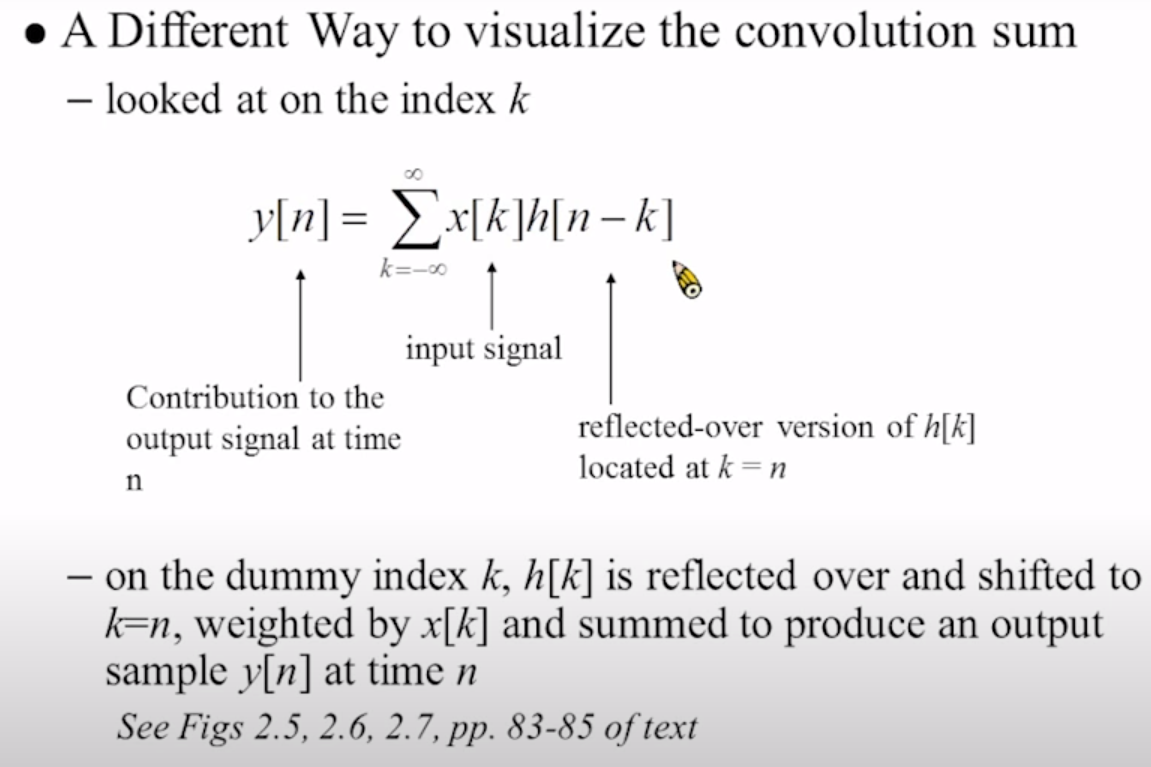 • A Different Way to visualize the convolution sum
– looked at on the index k
y[n] = ∑_{k=-∞}^{∞} x[k]h[n – k]
input signal
Contribution to the
output signal at time
n
reflected-over version of h[k]
located at k = n
– on the dummy index k, h[k] is reflected over and shifted to
k=n, weighted by x[k] and summed to produce an output
sample y[n] at time n
See Figs 2.5, 2.6, 2.7, pp. 83-85 of text